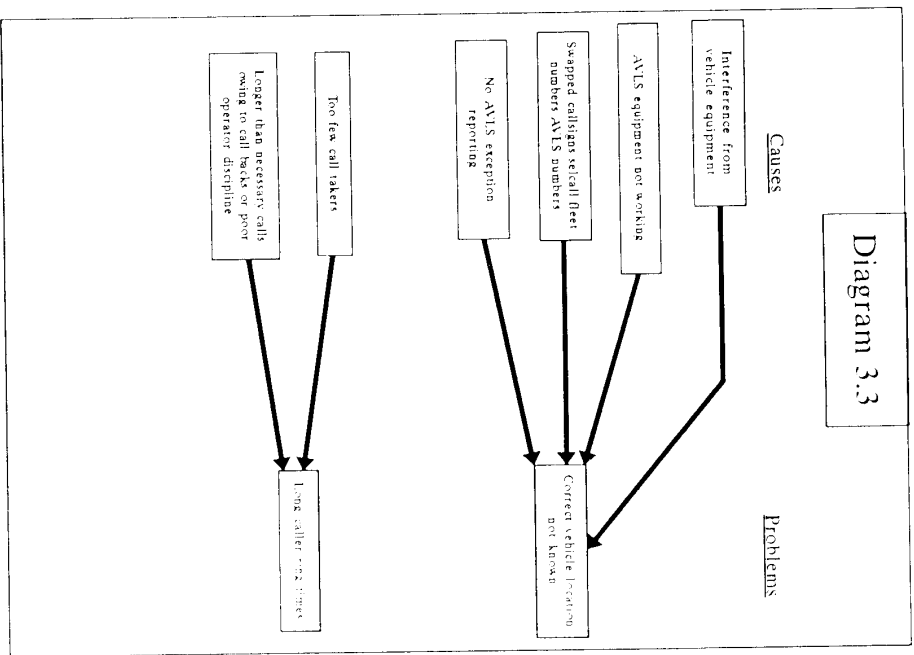 Diagram 3.3
Causes
Problems
Interference from
vehicle equipment
AVLS equipment not working
Swapped callsigns selcall fleet
numbers AVLS numbers
No AVLS exception
reporting
Correct vehicle location
not known
Too few call takers
Longer than necessary calls
owing to call backs or poor
operator discipline
Long caller ring times